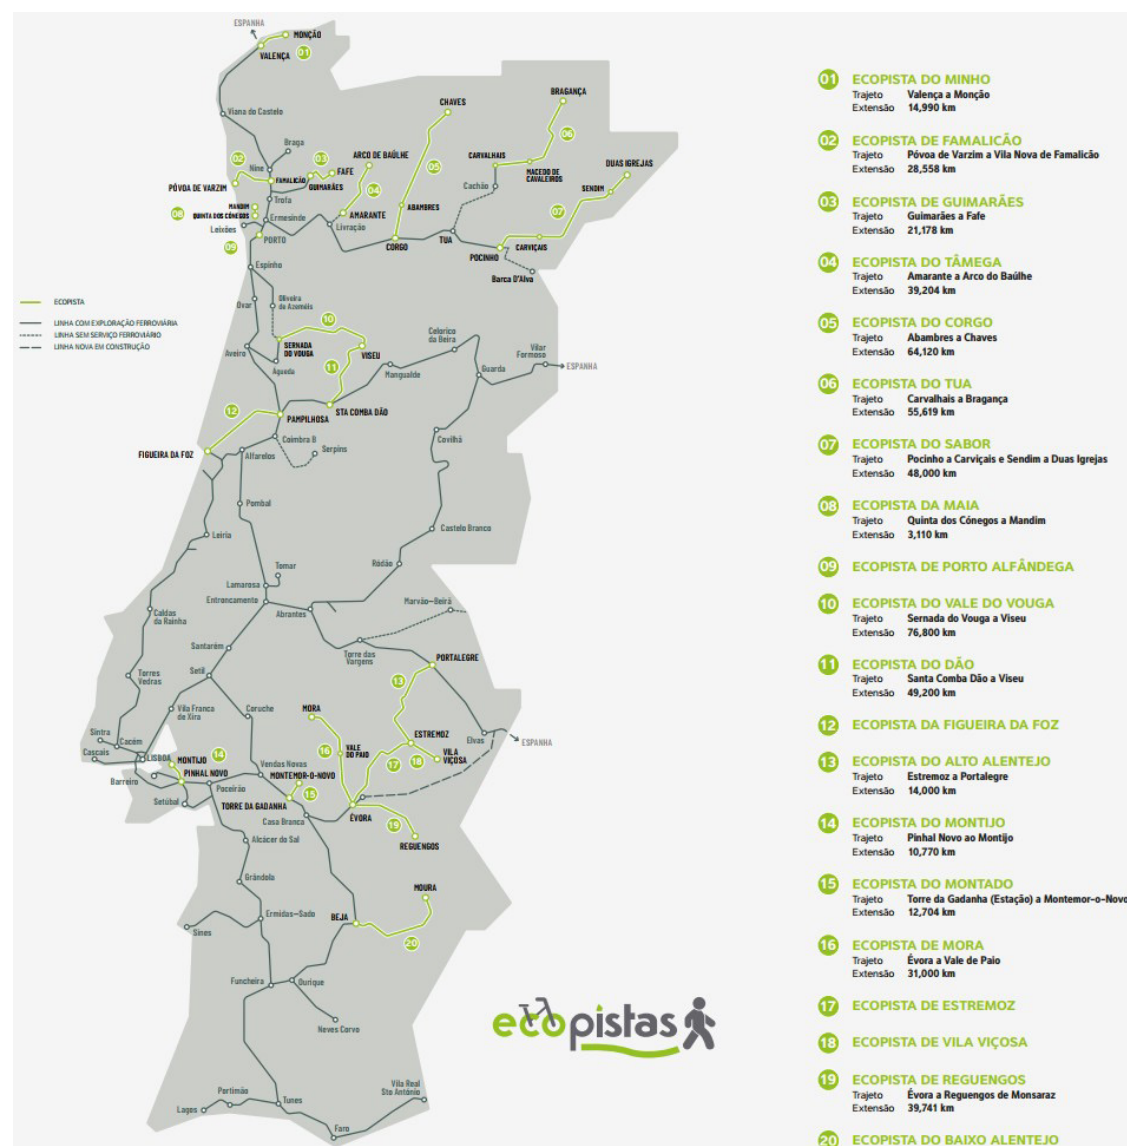 ESPANHA
MONÇÃO
VALENÇA
01
Viana do Castelo
CHAVES
BRAGANÇA
Braga
06
02
03
ARCO DE BAÚLHE
05
CARVALHAIS
DUAS IGREJAS
Nine
FAFE
MACEDO DE
CAVALEIROS
PÓVOA DE VARZIM
FAMALICÃO
GUIMARÃES
04
Cachão
SENDIM
MANDIM
Trofa
ABAMBRES
07
08
QUINTA DOS CÓNEGOS
Ermesinde
AMARANTE
Leixões
Livração
TUA
09
PORTO
CORGO
CARVIÇAIS
POCINHO
Espinho
Barca D'Alva
ECOPISTA
LINHA COM EXPLORAÇÃO FERROVIÁRIA
LINHA SEM SERVIÇO FERROVIÁRIO
LINHA NOVA EM CONSTRUÇÃO
Ovar
Oliveira
de Azeméis
10
Celorico
da Beira
SERNADA
DO VOUGA
Aveiro
VISEU
Vilar
Formoso
ESPANHA
Águeda
11
Mangualde
Guarda
12
STA COMBA DÃO
PAMPILHOSA
Coimbra B
Covilhã
FIGUEIRA DA FOZ
Alfarelos
Serpins
Pombal
Leiria
Castelo Branco
Tomar
Ródão
Lamarosa
Entroncamento
Marvão–Beirã
Caldas
da Rainha
Abrantes
Santarém
Torre das
Vargens
PORTALEGRE
Torres
Vedras
Setil
13
Vila Franca
de Xira
Coruche
MORA
Sintra
Cacém
ESTREMOZ
Elvas
ESPANHA
Cascais
LISBOA
14
16
VALE
DO PAIO
VILA
VIÇOSA
MONTIJO
Vendas Novas
17
18
PINHAL NOVO
MONTEMOR-O-NOVO
Barreiro
Poceirão
15
Setúbal
TORRE DA GADANHA
Casa Branca
ÉVORA
19
Alcácer do Sal
REGUENGOS
Grândola
MOURA
Ermidas–Sado
BEJA
Sines
20
Funcheira
Ourique
Neves Corvo
Vila Real
Sto António
Portimão
Lagos
Tunes
Faro
ecopistas
01 ECOPISTA DO MINHO
Trajeto Valença a Monção
Extensão 14,990 km
02 ECOPISTA DE FAMALICÃO
Trajeto Póvoa de Varzim a Vila Nova de Famalicão
Extensão 28,558 km
03 ECOPISTA DE GUIMARÃES
Trajeto Guimarães a Fafe
Extensão 21,178 km
04 ECOPISTA DO TÂMEGA
Trajeto Amarante a Arco do Baúlhe
Extensão 39,204 km
05 ECOPISTA DO CORGO
Trajeto Abambres a Chaves
Extensão 64,120 km
06 ECOPISTA DO TUA
Trajeto Carvalhais a Bragança
Extensão 55,619 km
07 ECOPISTA DO SABOR
Trajeto Pocinho a Carviçais e Sendim a Duas Igrejas
Extensão 48,000 km
08 ECOPISTA DA MAIA
Trajeto Quinta dos Cónegos a Mandim
Extensão 3,110 km
09 ECOPISTA DE PORTO ALFÂNDEGA
10 ECOPISTA DO VALE DO VOUGA
Trajeto Sernada do Vouga a Viseu
Extensão 76,800 km
11 ECOPISTA DO DÃO
Trajeto Santa Comba Dão a Viseu
Extensão 49,200 km
12 ECOPISTA DA FIGUEIRA DA FOZ
13 ECOPISTA DO ALTO ALENTEJO
Trajeto Estremoz a Portalegre
Extensão 14,000 km
14 ECOPISTA DO MONTIJO
Trajeto Pinhal Novo ao Montijo
Extensão 10,770 km
15 ECOPISTA DO MONTADO
Trajeto Torre da Gadanha (Estação) a Montemor-o-Novo
Extensão 12,704 km
16 ECOPISTA DE MORA
Trajeto Évora a Vale de Paio
Extensão 31,000 km
17 ECOPISTA DE ESTREMOZ
18 ECOPISTA DE VILA VIÇOSA
19 ECOPISTA DE REGUENGOS
Trajeto Évora a Reguengos de Monsaraz
Extensão 39,741 km
20 ECOPISTA DO BAIXO ALENTEJO